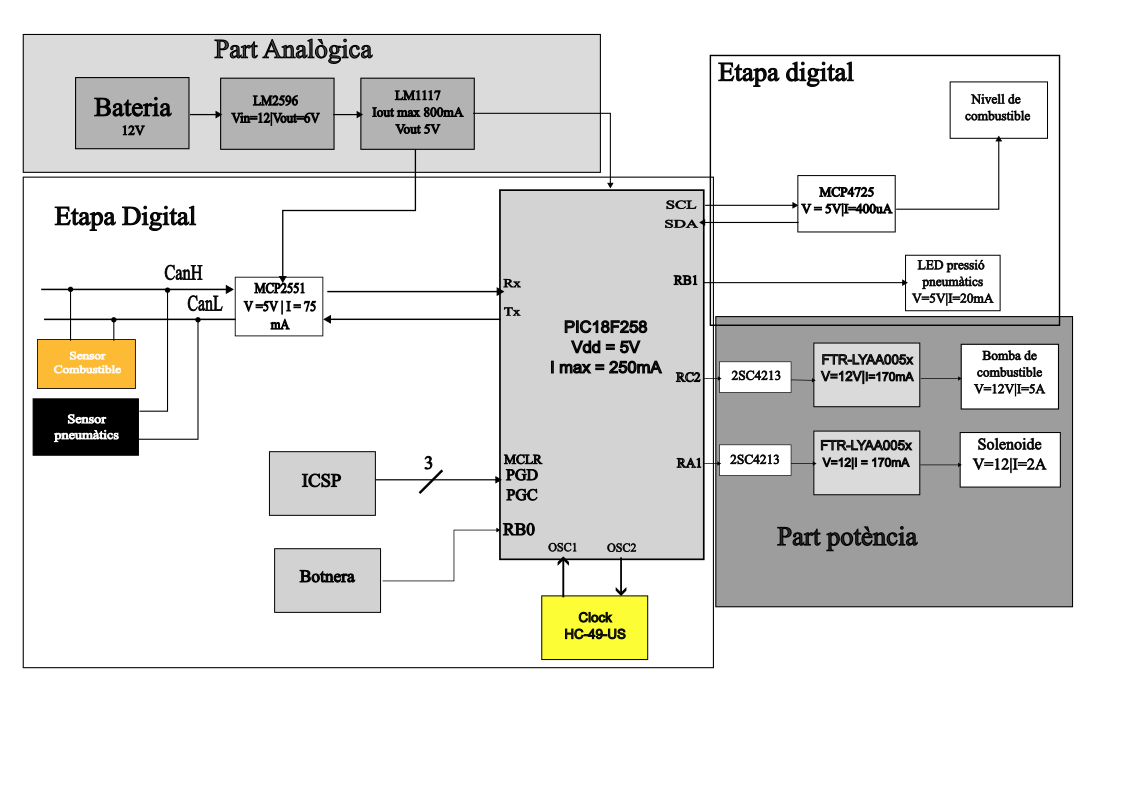 Part Analògica
Bateria
12V
LM2596
Vin=12|Vout=6V
LM1117
Iout max 800mA
Vout 5V
Etapa digital
Nivell de
combustible
MCP4725
V = 5V|I=400uA
LED pressió
pneumàtics
V=5V|I=20mA
Etapa Digital
CanH
CanL
MCP2551
V =5V | I = 75
mA
Sensor
Combustible
Sensor
pneumàtics
ICSP
3
Botnera
SCL
SDA
RB1
Rx
Tx
PIC18F258
Vdd = 5V
I max = 250mA
RC2
RA1
MCLR
PGD
PGC
RB0
OSC1
OSC2
Clock
HC-49-US
2SC4213
FTR-LYAA005x
V=12V|I=170mA
Bomba de
combustible
V=12V|I=5A
2SC4213
FTR-LYAA005x
V=12|I = 170mA
Solenoide
V=12|I=2A
Part potència